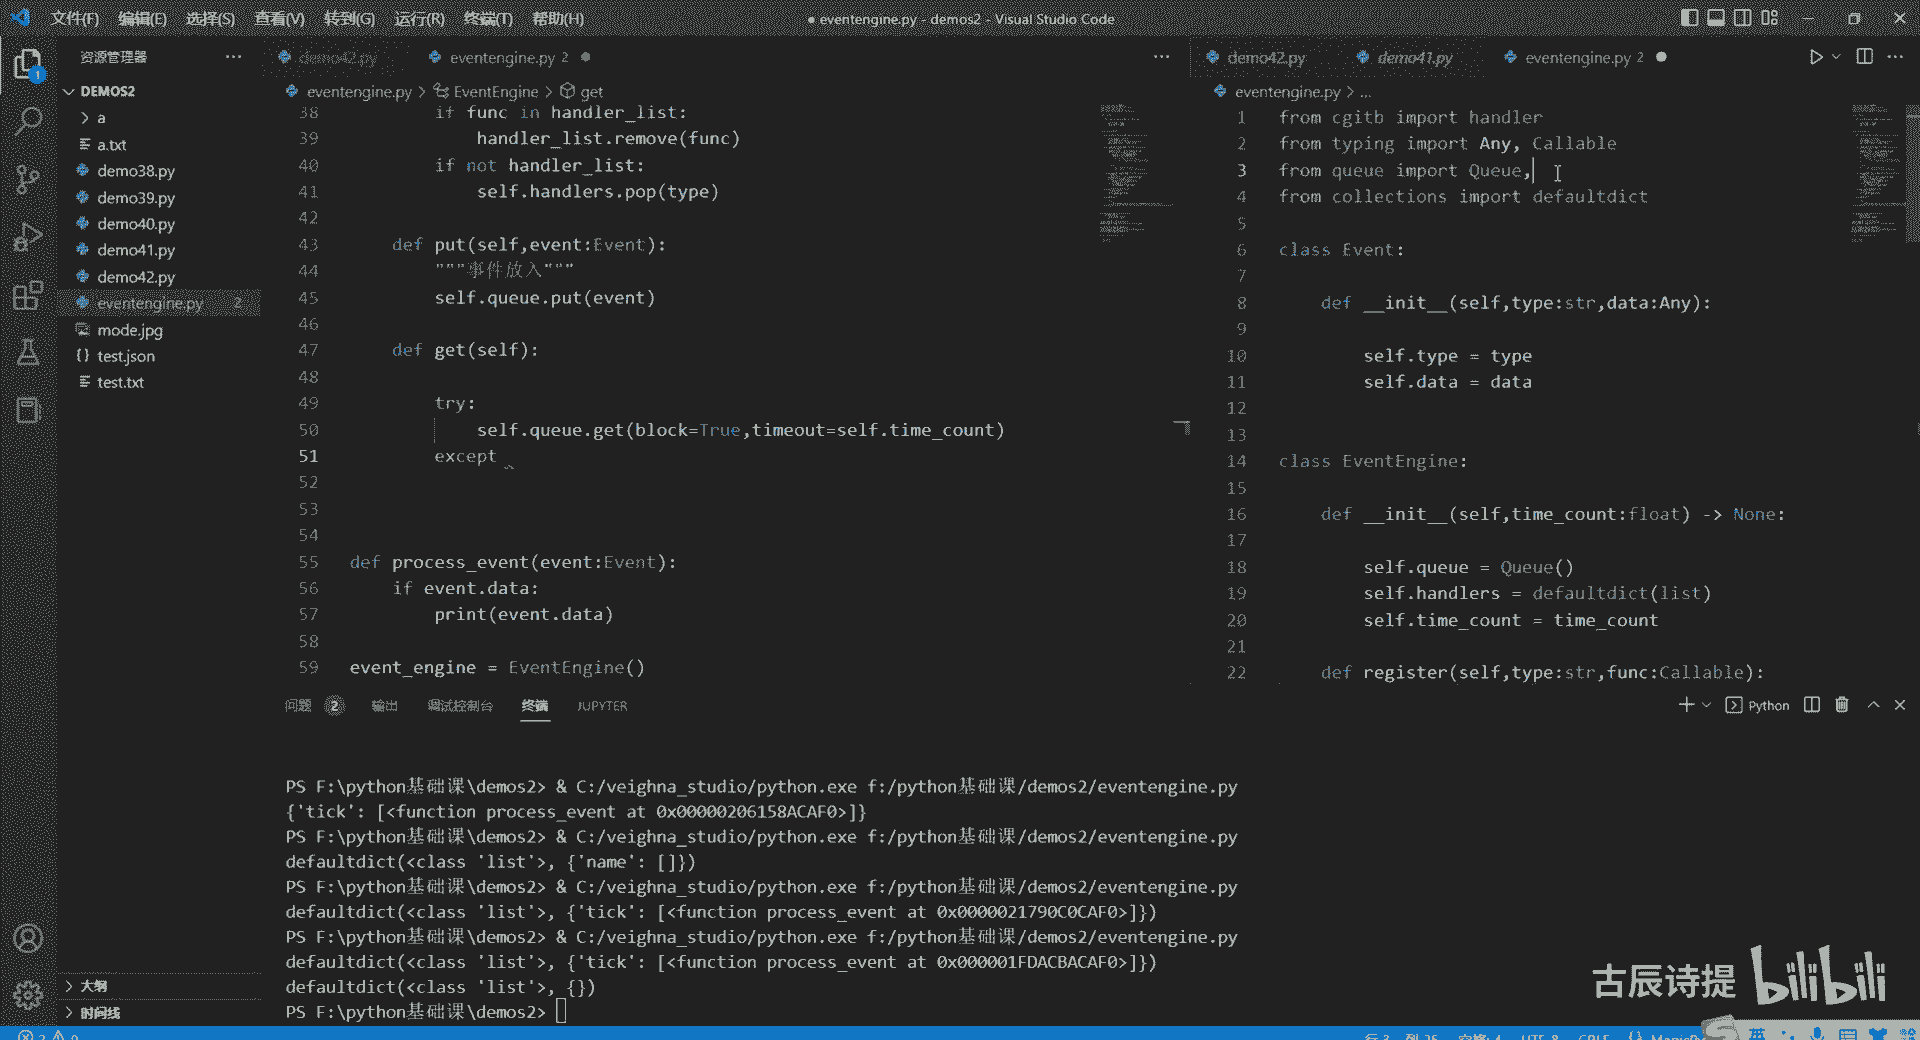 文件(F) 编辑(E) 选择(S) 查看(V) 转到(G) 运行(R) 终端(T) 帮助(H)
● eventengine.py - demos2 - Visual Studio Code
资源管理器 ···
DEMOS2
a
a.txt
demo38.py
demo39.py
demo40.py
demo41.py
demo42.py
eventengine.py 2
mode.jpg
{} test.json
test.txt
大纲
时间线
demo42.py eventengine.py 2 ●
eventengine.py > EventEngine > get
38 if func in handler_list:
39 handler_list.remove(func)
40 if not handler_list:
41 self.handlers.pop(type)
42
43 def put(self,event:Event):
44 """事件放入"""
45 self.queue.put(event)
46
47 def get(self):
48
49 try:
50 self.queue.get(block=True,timeout=self.time_count)
51 except
52
53
54
55 def process_event(event:Event):
56 if event.data:
57 print(event.data)
58
59 event_engine = EventEngine()
demo42.py demo41.py eventengine.py 2 ●
eventengine.py > ...
1 from cgitb import handler
2 from typing import Any, Callable
3 from queue import Queue,
4 from collections import defaultdict
5
6 class Event:
7
8 def __init__(self,type:str,data:Any):
9
10 self.type = type
11 self.data = data
12
13
14 class EventEngine:
15
16 def __init__(self,time_count:float) -> None:
17
18 self.queue = Queue()
19 self.handlers = defaultdict(list)
20 self.time_count = time_count
21
22 def register(self,type:str,func:Callable):
问题 2 输出 调试控制台 终端 JUPYTER
Python
PS F:\python基础课\demos2> & C:/veighna_studio/python.exe f:/python基础课/demos2/eventengine.py
{'tick': [<function process_event at 0x00000206158ACAF0>]}
PS F:\python基础课\demos2> & C:/veighna_studio/python.exe f:/python基础课/demos2/eventengine.py
defaultdict(<class 'list'>, {'name': []})
PS F:\python基础课\demos2> & C:/veighna_studio/python.exe f:/python基础课/demos2/eventengine.py
defaultdict(<class 'list'>, {'tick': [<function process_event at 0x0000021790C0CAF0>]})
PS F:\python基础课\demos2> & C:/veighna_studio/python.exe f:/python基础课/demos2/eventengine.py
defaultdict(<class 'list'>, {'tick': [<function process_event at 0x000001FDACBACAF0>]})
defaultdict(<class 'list'>, {})
PS F:\python基础课\demos2>
古辰诗提 bilibili